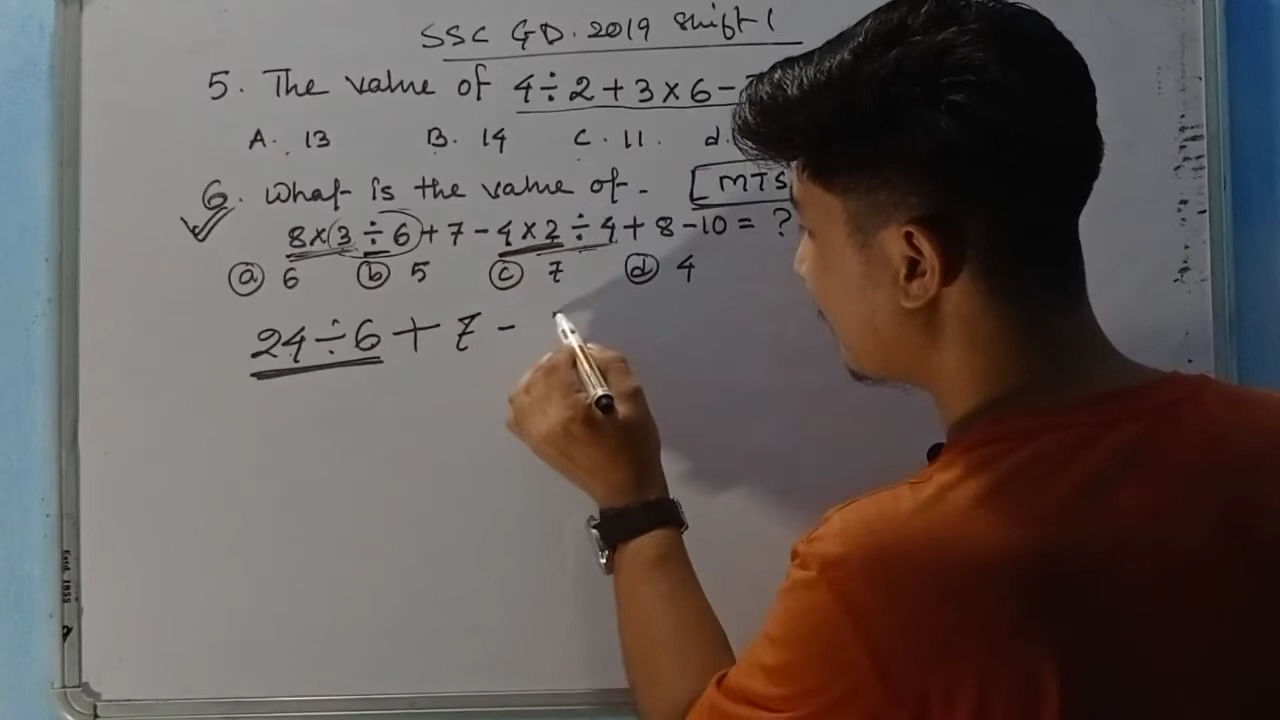 SSC GD. 2019 Shift-1
5. The value of 4÷2+3×6-
A. 13 B. 14 C. 11. d.
6. What is the value of- [MTS
8×(3÷6)+7-4×2÷4+8-10=?
(a) 6 (b) 5 (c) 7 (d) 4
24÷6+7-
Estd. 1855